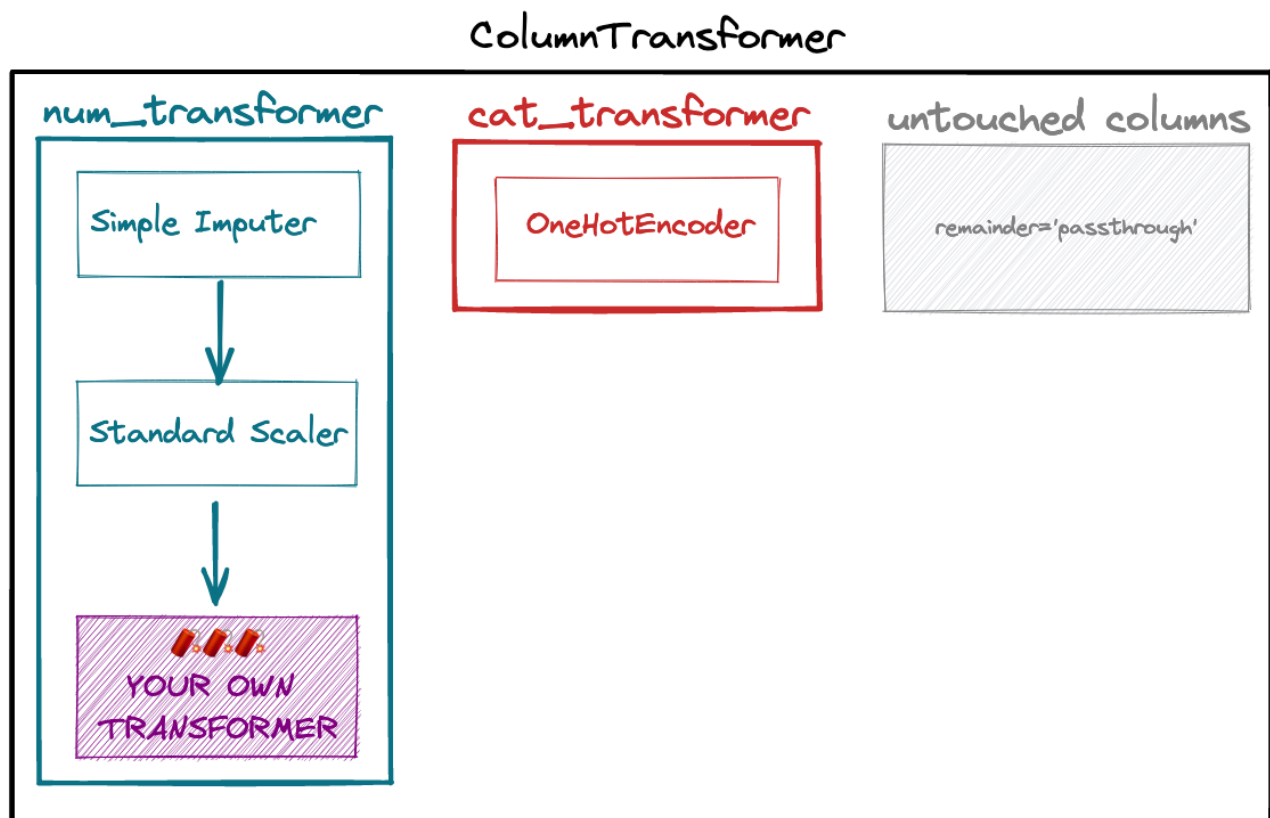 ColumnTransformer
num_transformer
Simple Imputer
Standard Scaler
YOUR OWN
TRANSFORMER
cat_transformer
OneHotEncoder
untouched columns
remainder='passthrough'